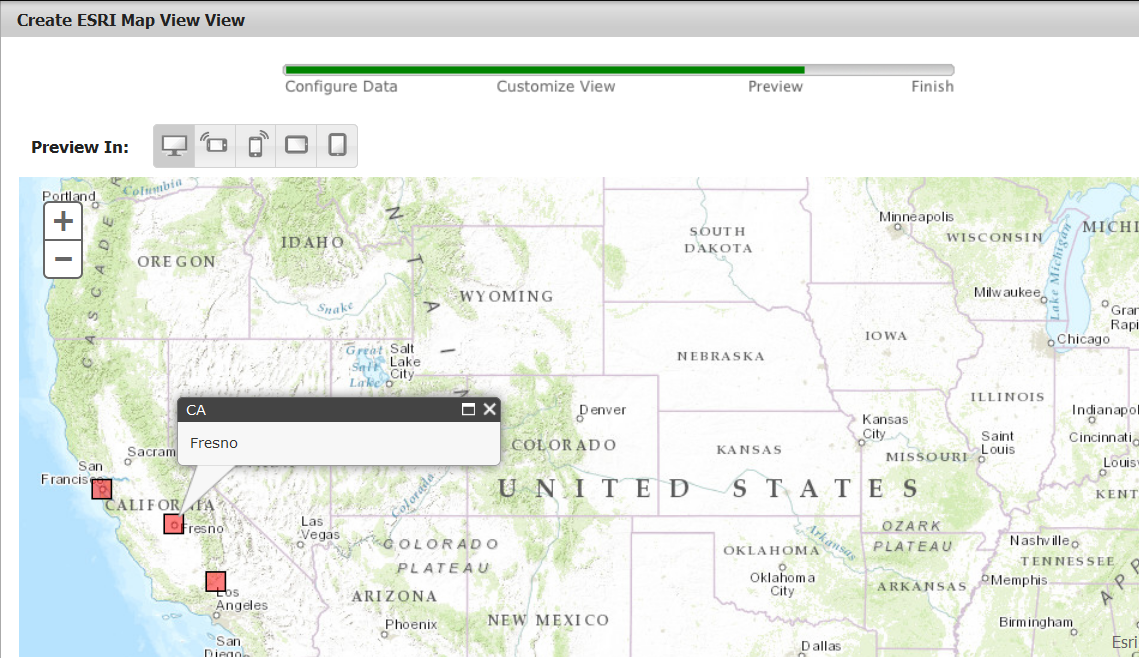 Create ESRI Map View View
Configure Data
Customize View
Preview
Finish
Preview In:
Portland
Columbia
CASCADE R
OREGON
IDAHO
N
T
A
I
N
Snake
WYOMING
SOUTH
DAKOTA
Minneapolis
WISCONSIN
MICHI
Lake Michigan
Milwaukee
Gran
Rapi
Chicago
IOWA
NEBRASKA
Great
Salt
Lake
Salt
Lake
City
ILLINOIS
Indianapol
Cincinnati
Louisv
KENT
Denver
COLORADO
Kansas
City
KANSAS
MISSOURI
Saint
Louis
CA
Fresno
Sacram
San
Francisco
CALIFORNIA
Fresno
UNITED STATES
Colorado
Las
Vegas
COLORADO
PLATEAU
OKLAHOMA
Oklahoma
City
Arkansas
OZARK
PLATEAU
ARKANSAS
Nashville
TENNESSEE
Memphis
A P P
Los
Angeles
ARIZONA
Phoenix
NEW MEXICO
Birmingham
San
Diego
Dallas
Esri